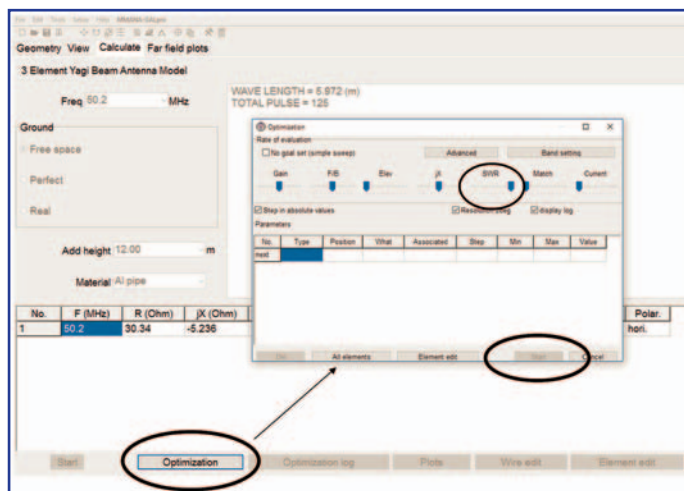 File Edit Tools Setup Help MMANA-GALpro
Geometry View Calculate Far field plots
3 Element Yagi Beam Antenna Model
Freq 50.2 MHz
WAVE LENGTH = 5.972 (m)
TOTAL PULSE = 125
Ground
Free space
Perfect
Real
Add height 12.00 m
Material Al pipe
Optimization
Rate of evaluation
No goal set (simple sweep) Advanced Band setting
Gain F/B Elev jX SWR Match Current
Step in absolute values display log
Parameters
No. Type Position What Associated Step Min Max Value
next
All elements Element edit Start Cancel
No. F (MHz) R (Ohm) jX (Ohm) Polar.
1 50.2 30.34 -5.236 hori.
Start Optimization Optimization log Plots Wire edit Element edit